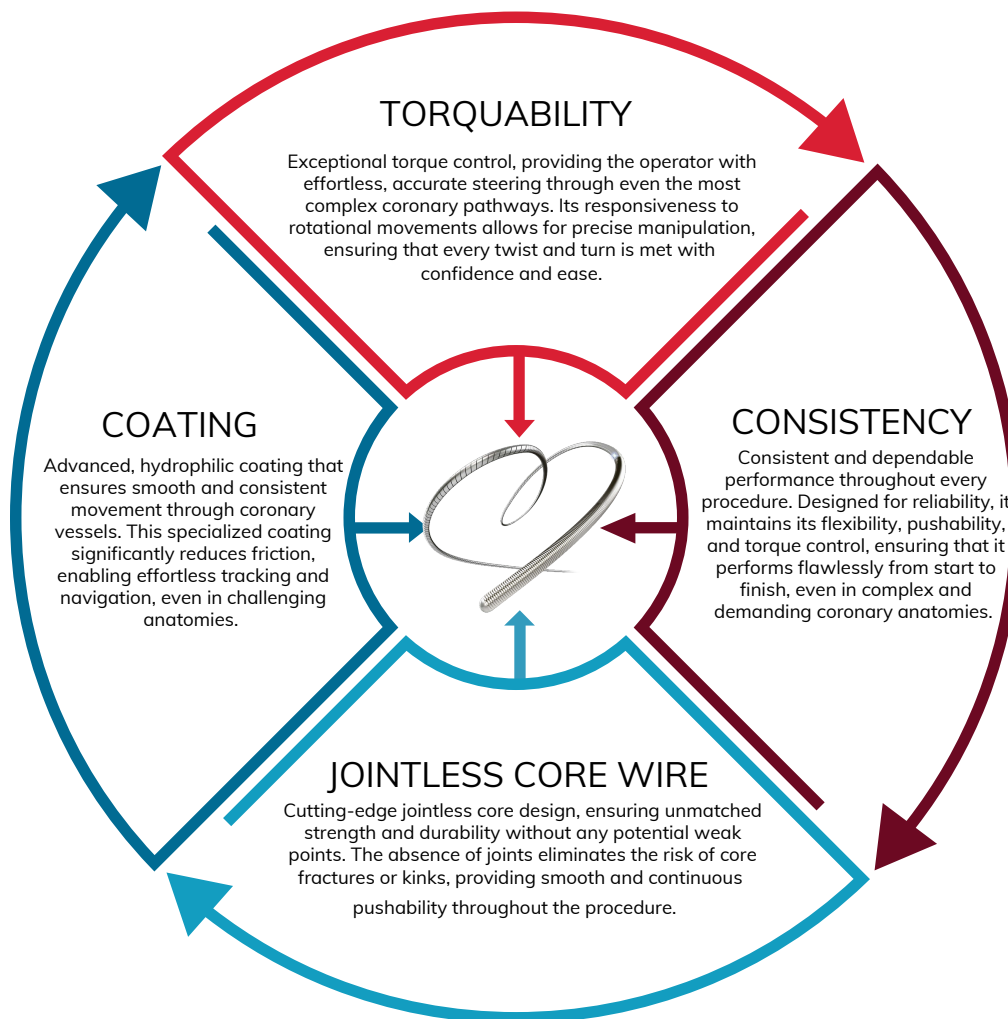 TORQUABILITY
Exceptional torque control, providing the operator with
effortless, accurate steering through even the most
complex coronary pathways. Its responsiveness to
rotational movements allows for precise manipulation,
ensuring that every twist and turn is met with
confidence and ease.
COATING
Advanced, hydrophilic coating that
ensures smooth and consistent
movement through coronary
vessels. This specialized coating
significantly reduces friction,
enabling effortless tracking and
navigation, even in challenging
anatomies.
CONSISTENCY
Consistent and dependable
performance throughout every
procedure. Designed for reliability, it
maintains its flexibility, pushability,
and torque control, ensuring that it
performs flawlessly from start to
finish, even in complex and
demanding coronary anatomies.
JOINTLESS CORE WIRE
Cutting-edge jointless core design, ensuring unmatched
strength and durability without any potential weak
points. The absence of joints eliminates the risk of core
fractures or kinks, providing smooth and continuous
pushability throughout the procedure.